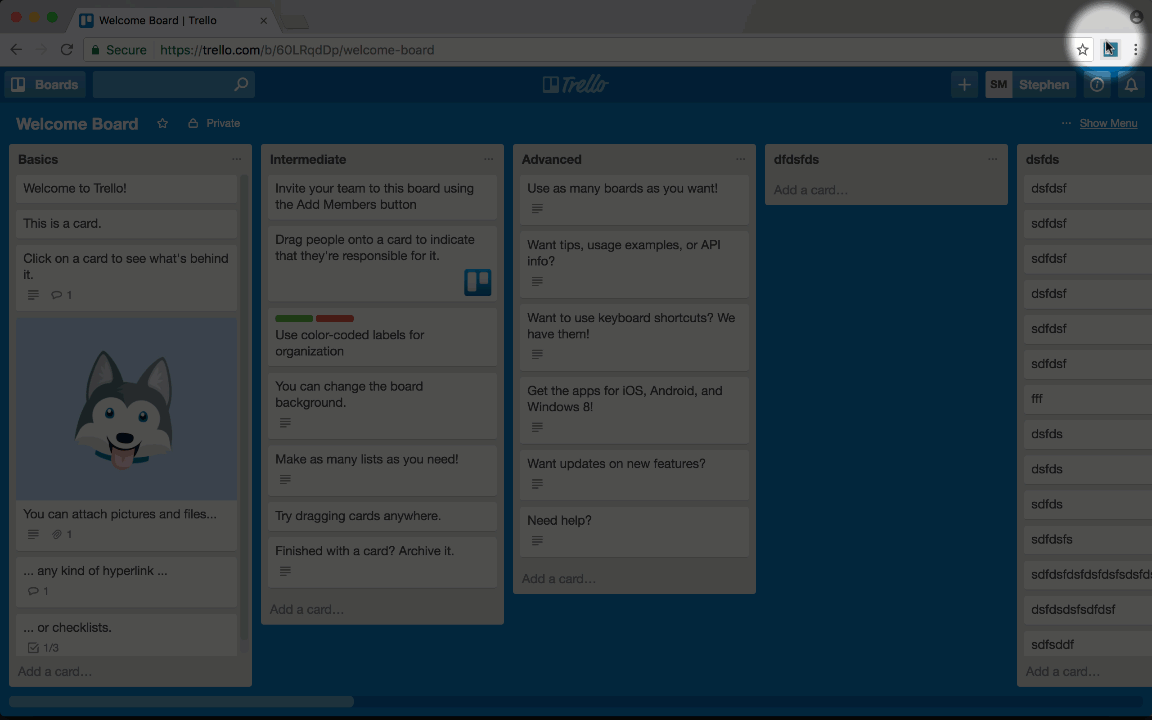 Welcome Board | Trello
Secure
https://trello.com/b/60LRqdDp/welcome-board
Boards
Trello
SM
Stephen
Welcome Board
Private
Show Menu
Basics
Welcome to Trello!
This is a card.
Click on a card to see what's behind
it.
1
You can attach pictures and files...
1
... any kind of hyperlink ...
1
... or checklists.
1/3
Add a card…
Intermediate
Invite your team to this board using
the Add Members button
Drag people onto a card to indicate
that they're responsible for it.
Use color-coded labels for
organization
You can change the board
background.
Make as many lists as you need!
Try dragging cards anywhere.
Finished with a card? Archive it.
Add a card…
Advanced
Use as many boards as you want!
Want tips, usage examples, or API
info?
Want to use keyboard shortcuts? We
have them!
Get the apps for iOS, Android, and
Windows 8!
Want updates on new features?
Need help?
Add a card…
dfdsfds
Add a card…
dsfds
dsfdsf
sdfdsf
sdfdsf
dsfdsf
sdfdsf
sdfdsf
fff
dsfds
dsfds
sdfds
sdfdsfs
sdfdsfdsfdsfdsfsdsfds
dsfdsdsfsdfdsf
sdfsddf
Add a card…